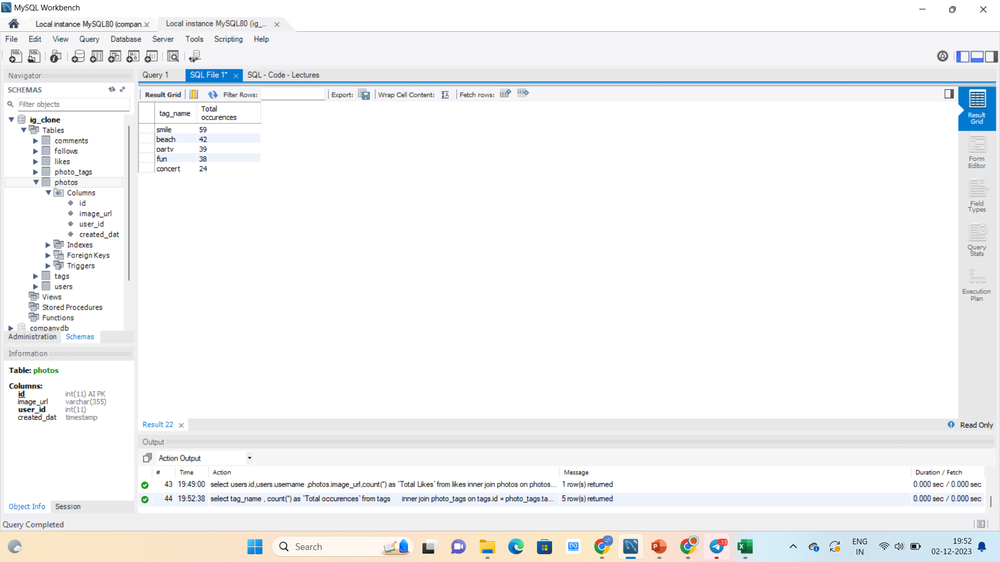 MySQL Workbench
Local instance MySQL80 (compan.
Local instance MySQL80 (ig_...
File Edit View Query Database Server Tools Scripting Help
Navigator
SCHEMAS
Filter objects
ig_clone
Tables
comments
follows
likes
photo_tags
photos
Columns
id
image_url
user_id
created_dat
Indexes
Foreign Keys
Triggers
tags
users
Views
Stored Procedures
Functions
companydb
Administration Schemas
Information
Table: photos
Columns:
id int(11) AI PK
image_url varchar(355)
user_id int(11)
created_dat timestamp
Object Info Session
Query 1 SQL File 1* SQL - Code - Lectures
Result Grid Filter Rows: Export: Wrap Cell Content: Fetch rows:
tag_name Total occurences
smile 59
beach 42
party 39
fun 38
concert 24
Result Grid
Form Editor
Field Types
Query Stats
Execution Plan
Result 22
Read Only
Output
Action Output
# Time Action Message Duration / Fetch
43 19:49:00 select users.id,users.username ,photos.image_url,count(*) as `Total Likes` from likes inner join photos on photos... 1 row(s) returned 0.000 sec / 0.000 sec
44 19:52:38 select tag_name , count(*) as `Total occurences` from tags inner join photo_tags on tags.id = photo_tags.ta... 5 row(s) returned 0.000 sec / 0.000 sec
Query Completed
Search
13
ENG
IN
19:52
02-12-2023